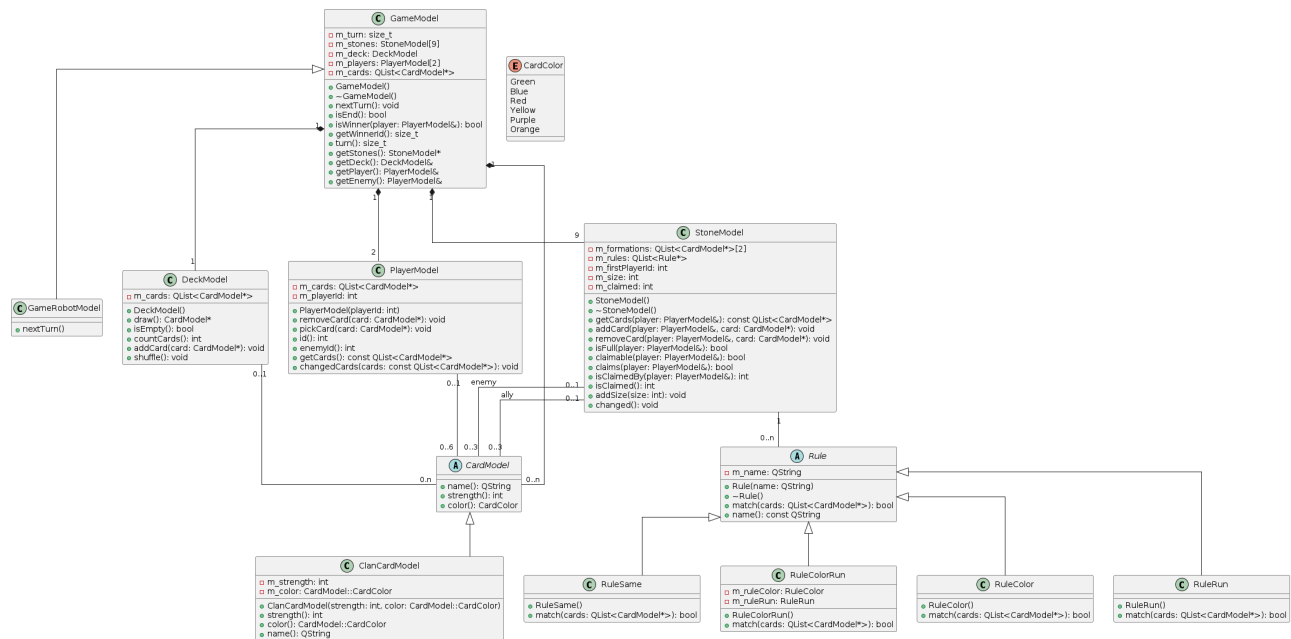 C GameModel
m_turn: size_t
m_stones: StoneModel[9]
m_deck: DeckModel
m_players: PlayerModel[2]
m_cards: QList<CardModel*>
GameModel()
~GameModel()
nextTurn(): void
isEnd(): bool
isWinner(player: PlayerModel&): bool
getWinnerId(): size_t
turn(): size_t
getStones(): StoneModel*
getDeck(): DeckModel&
getPlayer(): PlayerModel&
getEnemy(): PlayerModel&
E CardColor
Green
Blue
Red
Yellow
Purple
Orange
1
1
1
1
1
2
9
C StoneModel
m_formations: QList<CardModel*>[2]
m_rules: QList<Rule*>
m_firstPlayerId: int
m_size: int
m_claimed: int
StoneModel()
~StoneModel()
getCards(player: PlayerModel&): const QList<CardModel*>
addCard(player: PlayerModel&, card: CardModel*): void
removeCard(player: PlayerModel&, card: CardModel*): void
isFull(player: PlayerModel&): bool
claimable(player: PlayerModel&): bool
claims(player: PlayerModel&): bool
isClaimedBy(player: PlayerModel&): int
isClaimed(): int
addSize(size: int): void
changed(): void
C PlayerModel
m_cards: QList<CardModel*>
m_playerId: int
PlayerModel(playerId: int)
removeCard(card: CardModel*): void
pickCard(card: CardModel*): void
id(): int
enemyId(): int
getCards(): const QList<CardModel*>
changedCards(cards: const QList<CardModel*>): void
C DeckModel
m_cards: QList<CardModel*>
DeckModel()
draw(): CardModel*
isEmpty(): bool
countCards(): int
addCard(card: CardModel*): void
shuffle(): void
C GameRobotModel
nextTurn()
0..1
0..1
enemy
0..1
ally
0..1
0..6
0..3
0..3
0.n
0..n
1
0..n
A CardModel
name(): QString
strength(): int
color(): CardColor
A Rule
m_name: QString
Rule(name: QString)
~Rule()
match(cards: QList<CardModel*>): bool
name(): const QString
C ClanCardModel
m_strength: int
m_color: CardModel::CardColor
ClanCardModel(strength: int, color: CardModel::CardColor)
strength(): int
color(): CardModel::CardColor
name(): QString
C RuleSame
RuleSame()
match(cards: QList<CardModel*>): bool
C RuleColorRun
m_ruleColor: RuleColor
m_ruleRun: RuleRun
RuleColorRun()
match(cards: QList<CardModel*>): bool
C RuleColor
RuleColor()
match(cards: QList<CardModel*>): bool
C RuleRun
RuleRun()
match(cards: QList<CardModel*>): bool